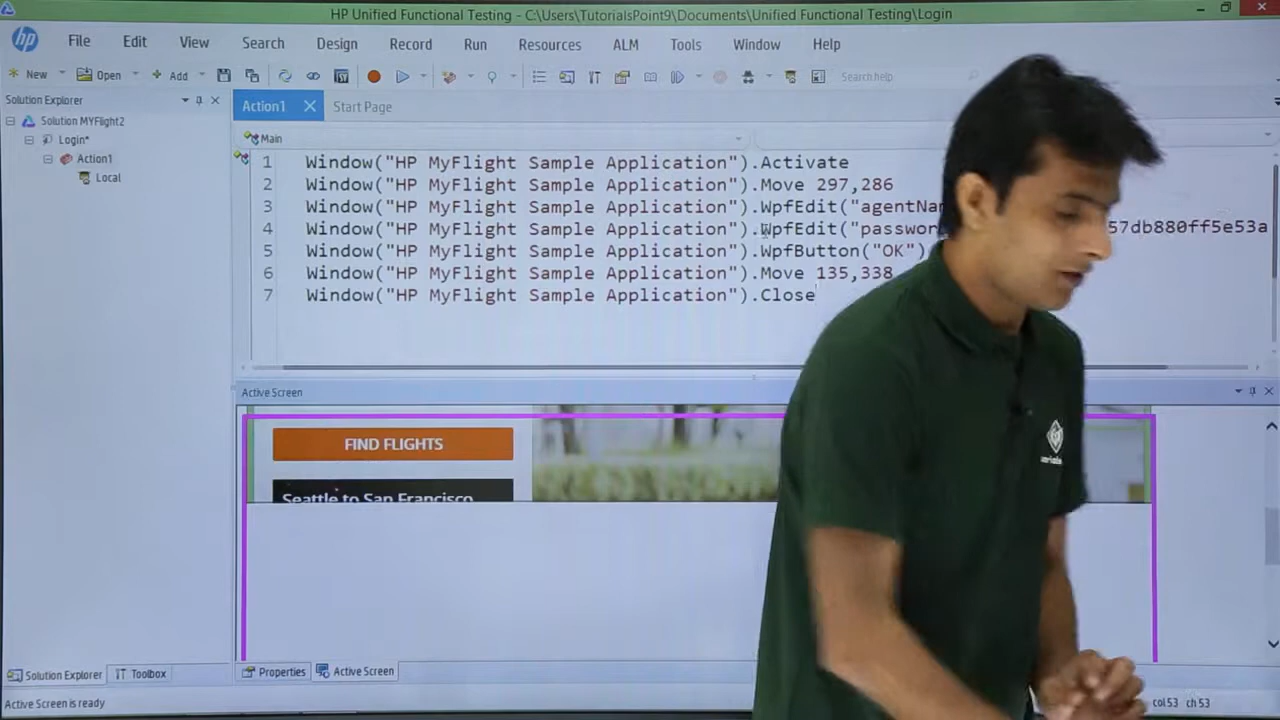 HP Unified Functional Testing - C:\Users\TutorialsPoint9\Documents\Unified Functional Testing\Login
File Edit View Search Design Record Run Resources ALM Tools Window Help
New Open Add Search help
Solution Explorer
Action1 Start Page
Solution MYFlight2
Login*
Action1
Local
Main
1 Window("HP MyFlight Sample Application").Activate
2 Window("HP MyFlight Sample Application").Move 297,286
3 Window("HP MyFlight Sample Application").WpfEdit("agentNa
4 Window("HP MyFlight Sample Application").WpfEdit("passwor 57db880ff5e53a
5 Window("HP MyFlight Sample Application").WpfButton("OK")
6 Window("HP MyFlight Sample Application").Move 135,338
7 Window("HP MyFlight Sample Application").Close
Active Screen
FIND FLIGHTS
Seattle to San Francisco
Solution Explorer Toolbox
Properties Active Screen
Active Screen is ready
col 53 ch 53